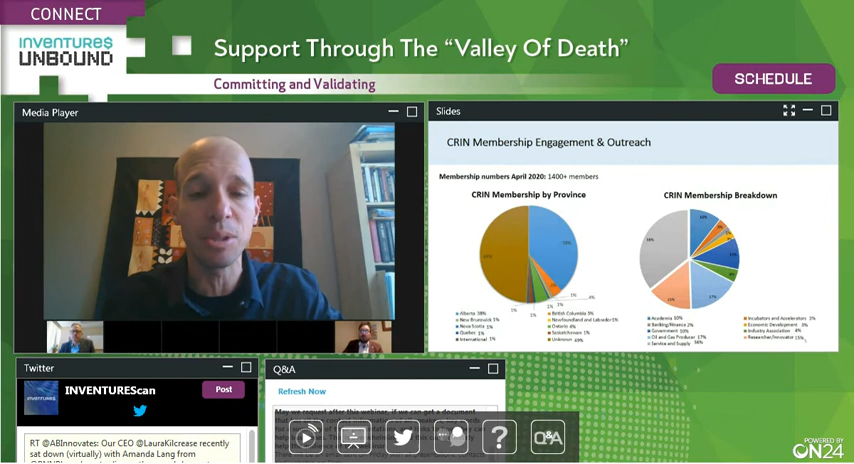 CONNECT
INVENTURE$
UNBOUND
Support Through The “Valley Of Death”
Committing and Validating
SCHEDULE
Media Player
Slides
CRIN Membership Engagement & Outreach
Membership numbers April 2020: 1400+ members
CRIN Membership by Province
CRIN Membership Breakdown
Alberta 38%
British Columbia 5%
New Brunswick 1%
Newfoundland and Labrador 1%
Nova Scotia 1%
Ontario 4%
Quebec 1%
Saskatchewan 1%
International 1%
Unknown 49%
Academia 10%
Incubators and Accelerators
Banking/Finance 2%
Economic Development
Government 10%
Industry Association 4%
Oil and Gas Producer 17%
Researcher/Innovator 15%
Service and Supply
Twitter
INVENTUREScan
Post
RT @ABInnovates: Our CEO @LauraKilcrease recently
sat down (virtually) with Amanda Lang from
Q&A
Refresh Now
May we request after this webinar, if we can get a document
Q&A
POWERED BY
ON24